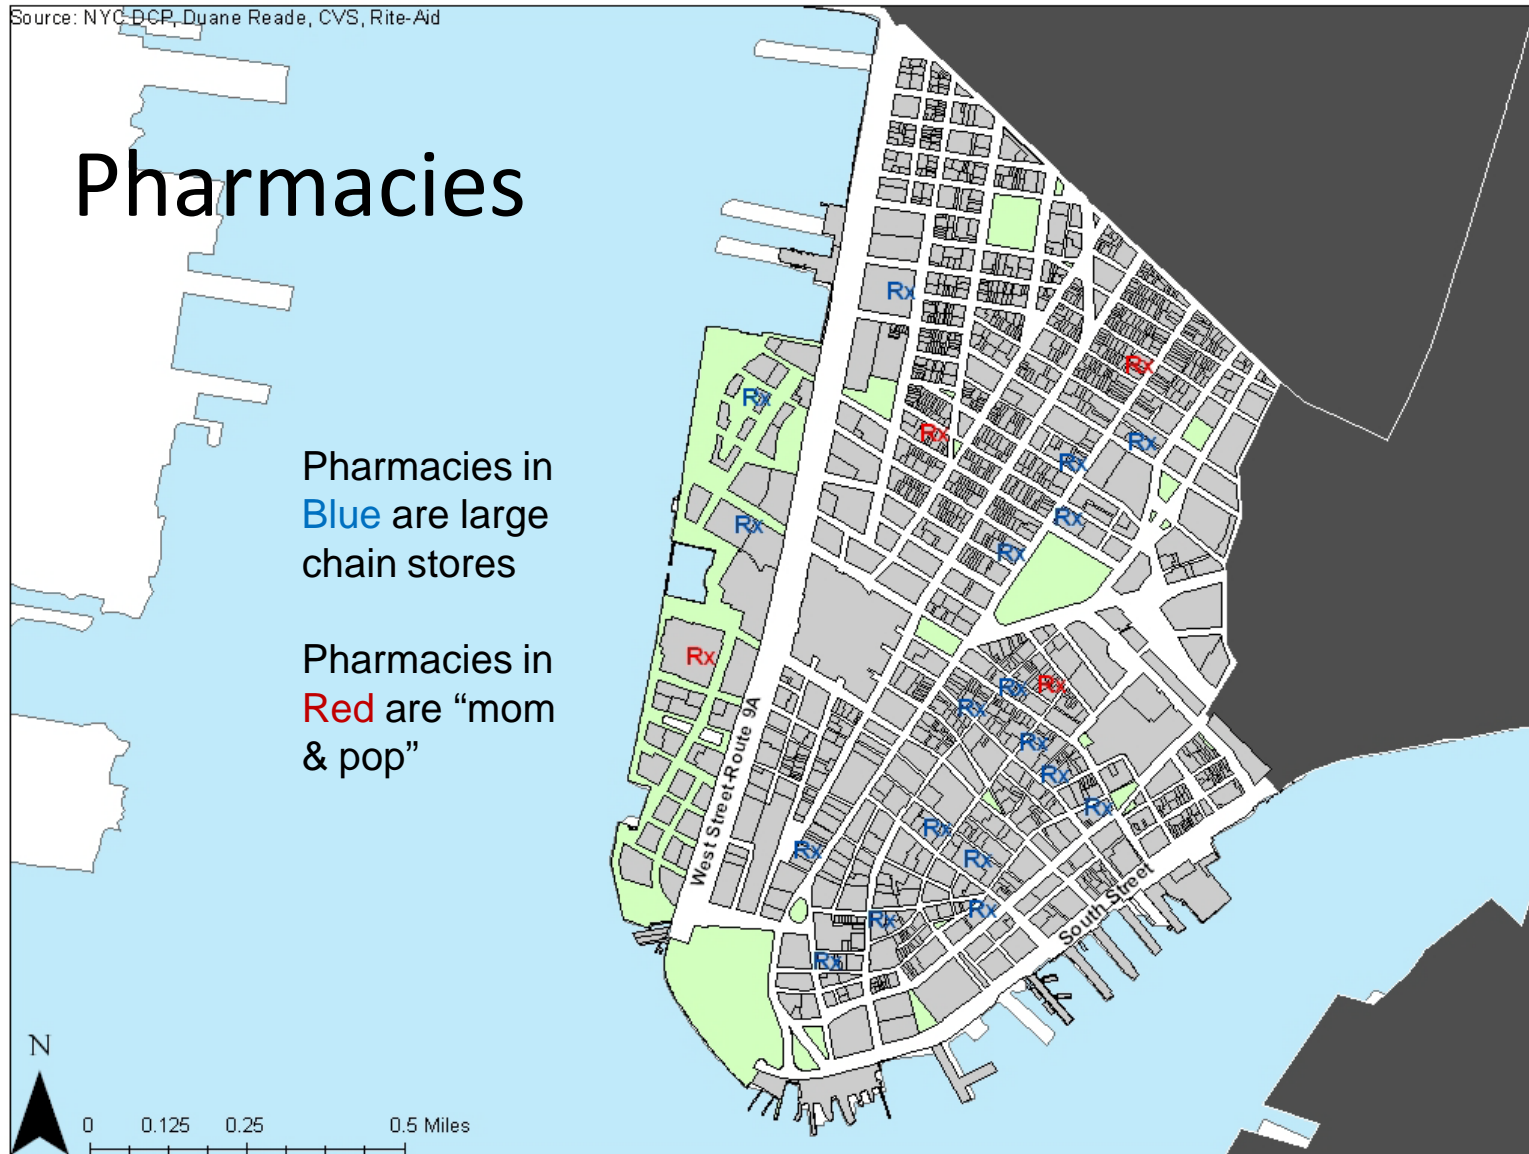 Source: NYC DCP, Duane Reade, CVS, Rite-Aid
Pharmacies
Rx
Rx
Rx
Rx
Rx
Rx
Rx
Rx
Rx
Pharmacies in
Blue are large
chain stores
Pharmacies in
Red are “mom
& pop”
Rx
Rx
Rx
Rx
Rx
Rx
Rx
West Street-Route 9A
Rx
Rx
Rx
Rx
Rx
Rx
South Street
N
0 0.125 0.25 0.5 Miles